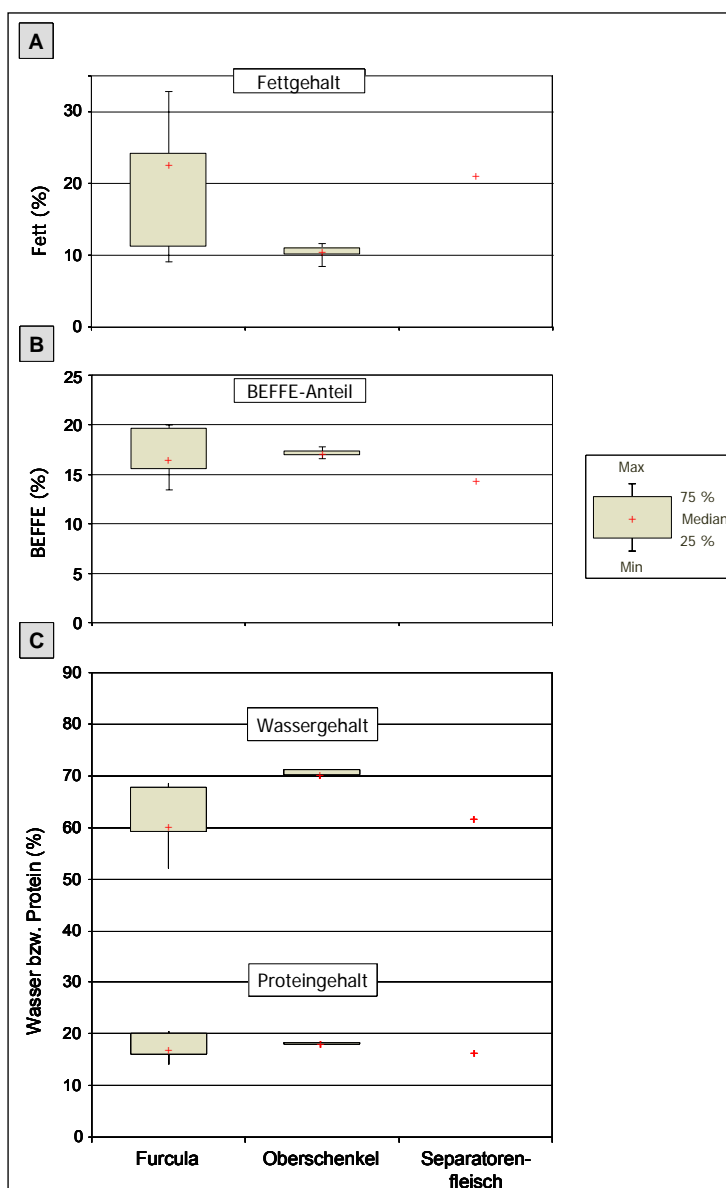 A
Fettgehalt
Fett (%)
30
20
10
0
B
BEFFE-Anteil
BEFFE (%)
25
20
15
10
5
0
Max
75 %
Median
25 %
Min
C
Wassergehalt
Proteingehalt
Wasser bzw. Protein (%)
90
80
70
60
50
40
30
20
10
0
Furcula
Oberschenkel
Separatoren-
fleisch